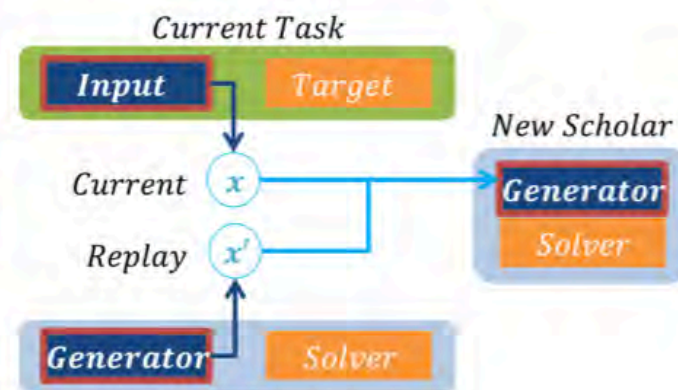 Current Task
Input
Target
New Scholar
Current
x
Generator
Replay
x′
Solver
Generator
Solver